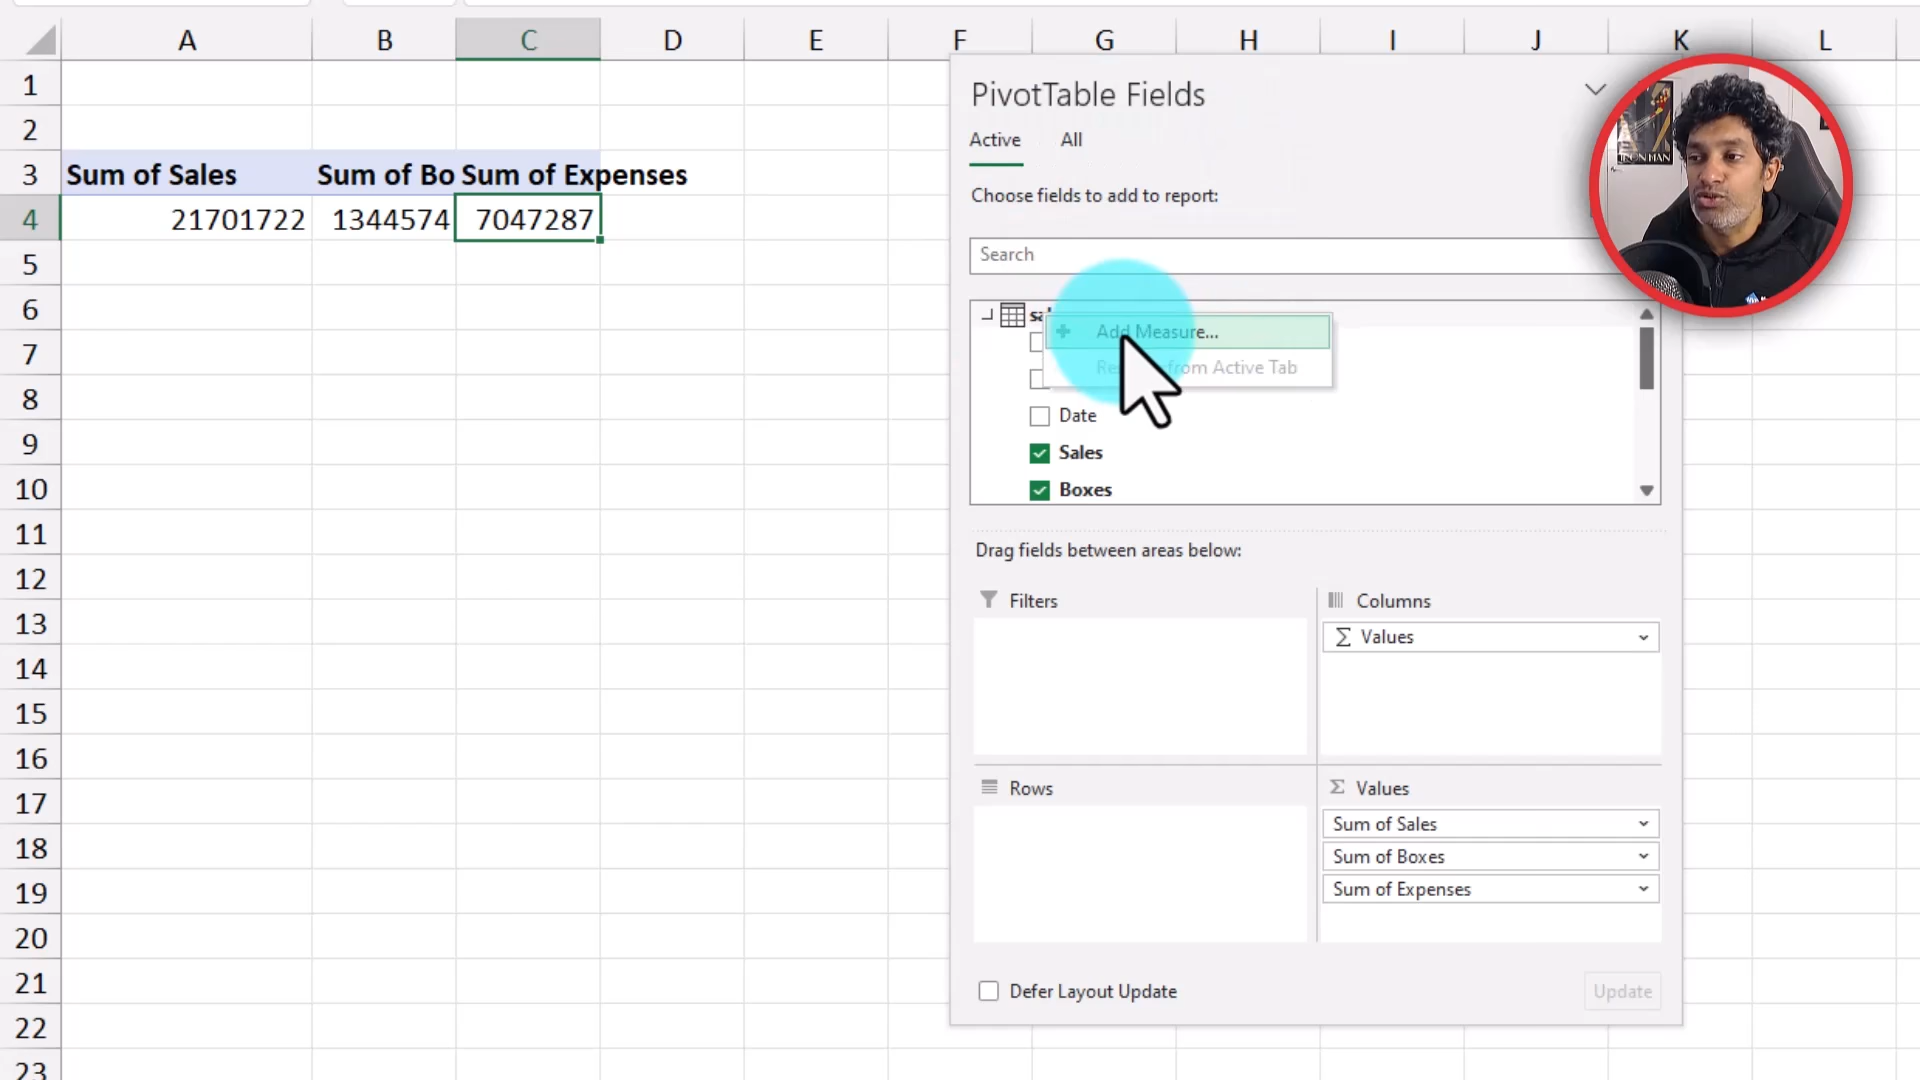 A B C D E F G H I J K L
1
2
3 Sum of Sales Sum of Bo Sum of Expenses
4 21701722 1344574 7047287
5
6
7
8
9
10
11
12
13
14
15
16
17
18
19
20
21
22
23
PivotTable Fields
Active All
Choose fields to add to report:
Search
Add Measure...
from Active Tab
Date
Sales
Boxes
Drag fields between areas below:
Filters
Columns
Σ Values
Rows
Σ Values
Sum of Sales
Sum of Boxes
Sum of Expenses
Defer Layout Update
Update
IRON MAN